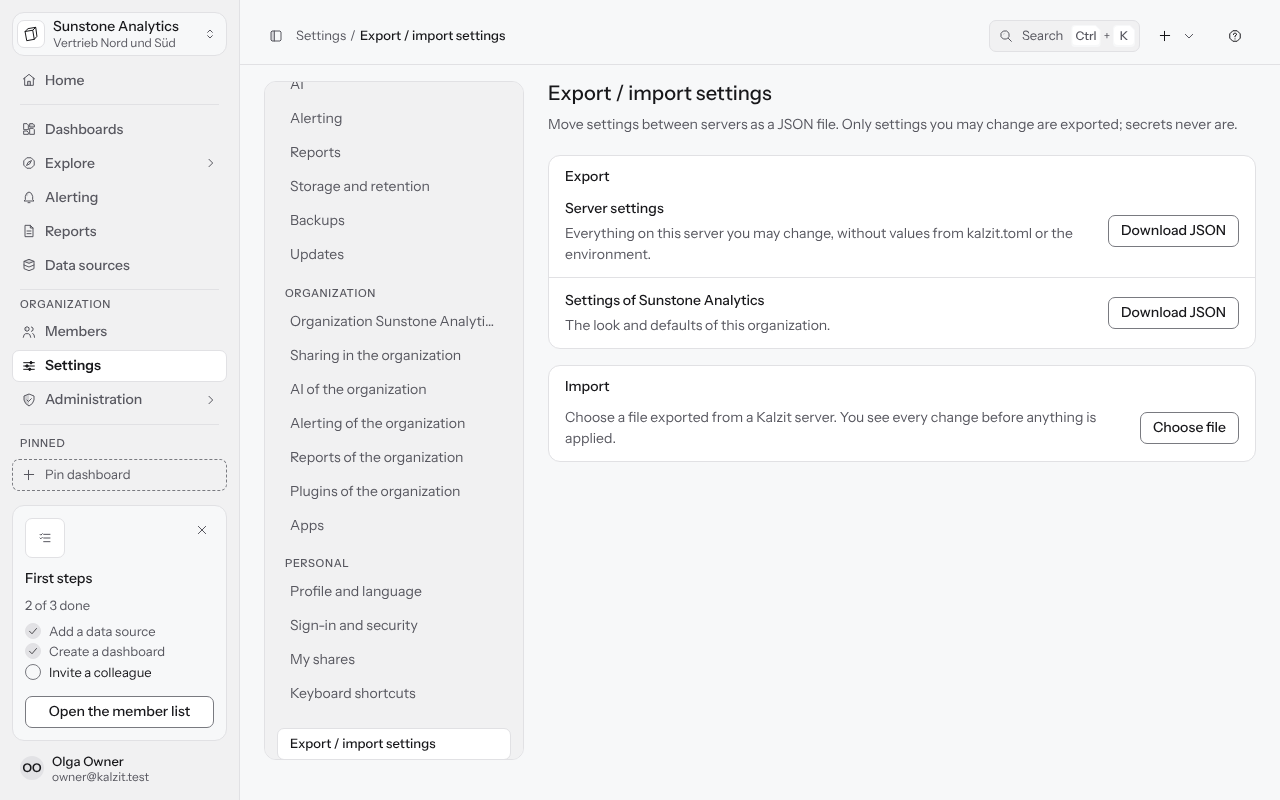 Sunstone Analytics
Vertrieb Nord und Süd
Home
Dashboards
Explore
Alerting
Reports
Data sources
ORGANIZATION
Members
Settings
Administration
PINNED
Pin dashboard
First steps
2 of 3 done
Add a data source
Create a dashboard
Invite a colleague
Open the member list
OO
Olga Owner
owner@kalzit.test
Settings / Export / import settings
Search Ctrl + K
AI
Alerting
Reports
Storage and retention
Backups
Updates
ORGANIZATION
Organization Sunstone Analyti...
Sharing in the organization
AI of the organization
Alerting of the organization
Reports of the organization
Plugins of the organization
Apps
PERSONAL
Profile and language
Sign-in and security
My shares
Keyboard shortcuts
Export / import settings
Export / import settings
Move settings between servers as a JSON file. Only settings you may change are exported; secrets never are.
Export
Server settings
Everything on this server you may change, without values from kalzit.toml or the
environment.
Download JSON
Settings of Sunstone Analytics
The look and defaults of this organization.
Download JSON
Import
Choose a file exported from a Kalzit server. You see every change before anything is
applied.
Choose file